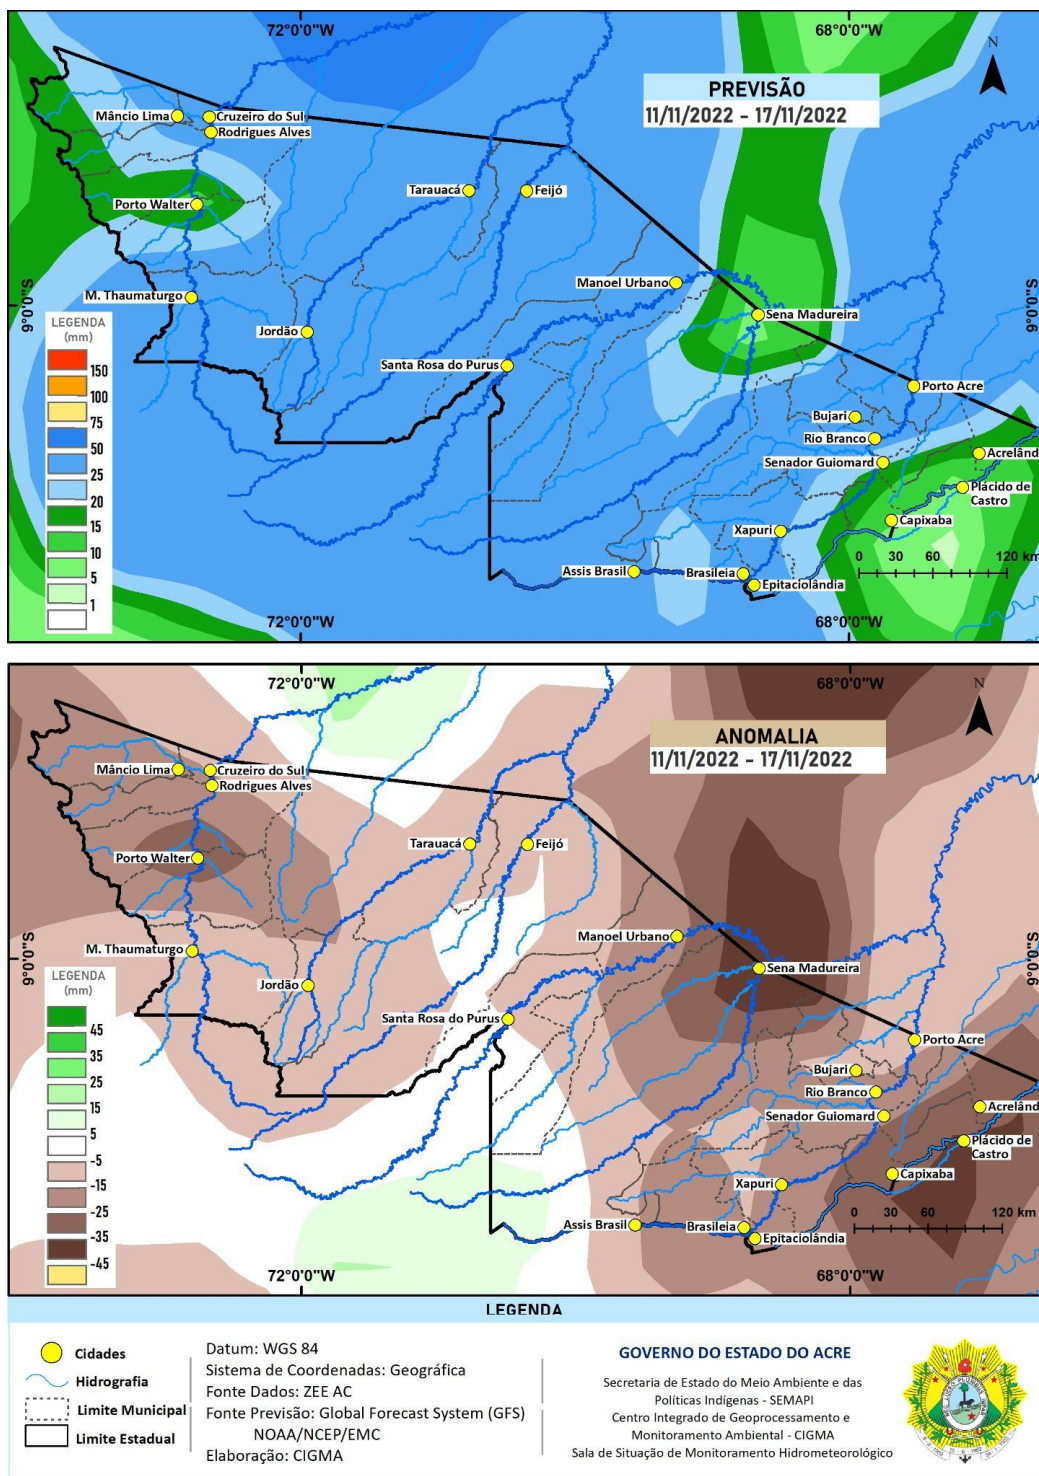 72°0'0"W
68°0'0"W
N
PREVISÃO
11/11/2022 - 17/11/2022
Mâncio Lima
Cruzeiro do Sul
Rodrigues Alves
Tarauacá
Feijó
Porto Walter
Manoel Urbano
M. Thaumaturgo
9°0'0"S
9°0'0"S
Sena Madureira
Jordão
Santa Rosa do Purus
Porto Acre
Bujari
Rio Branco
Acrelând
Senador Guiomard
Plácido de
Castro
Capixaba
Xapuri
0 30 60 120 km
Assis Brasil
Brasileia
Epitaciolândia
LEGENDA
(mm)
150
100
75
50
25
20
15
10
5
1
72°0'0"W
68°0'0"W
72°0'0"W
68°0'0"W
N
ANOMALIA
11/11/2022 - 17/11/2022
Mâncio Lima
Cruzeiro do Sul
Rodrigues Alves
Tarauacá
Feijó
Porto Walter
Manoel Urbano
M. Thaumaturgo
9°0'0"S
9°0'0"S
Sena Madureira
Jordão
Santa Rosa do Purus
Porto Acre
Bujari
Rio Branco
Acrelând
Senador Guiomard
Plácido de
Castro
Capixaba
Xapuri
0 30 60 120 km
Assis Brasil
Brasileia
Epitaciolândia
LEGENDA
(mm)
45
35
25
15
5
-5
-15
-25
-35
-45
72°0'0"W
68°0'0"W
LEGENDA
Cidades
Hidrografia
Limite Municipal
Limite Estadual
Datum: WGS 84
Sistema de Coordenadas: Geográfica
Fonte Dados: ZEE AC
Fonte Previsão: Global Forecast System (GFS)
NOAA/NCEP/EMC
Elaboração: CIGMA
GOVERNO DO ESTADO DO ACRE
Secretaria de Estado do Meio Ambiente e das
Políticas Indígenas - SEMAPI
Centro Integrado de Geoprocessamento e
Monitoramento Ambiental - CIGMA
Sala de Situação de Monitoramento Hidrometeorológico